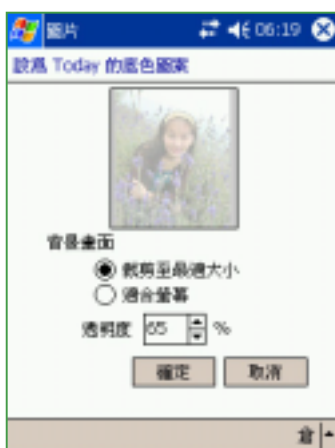 圖片 06:19
設為 Today 的底色圖案
背景畫面
裁剪至最適大小
適合螢幕
透明度 65 %
確定 取消
倉